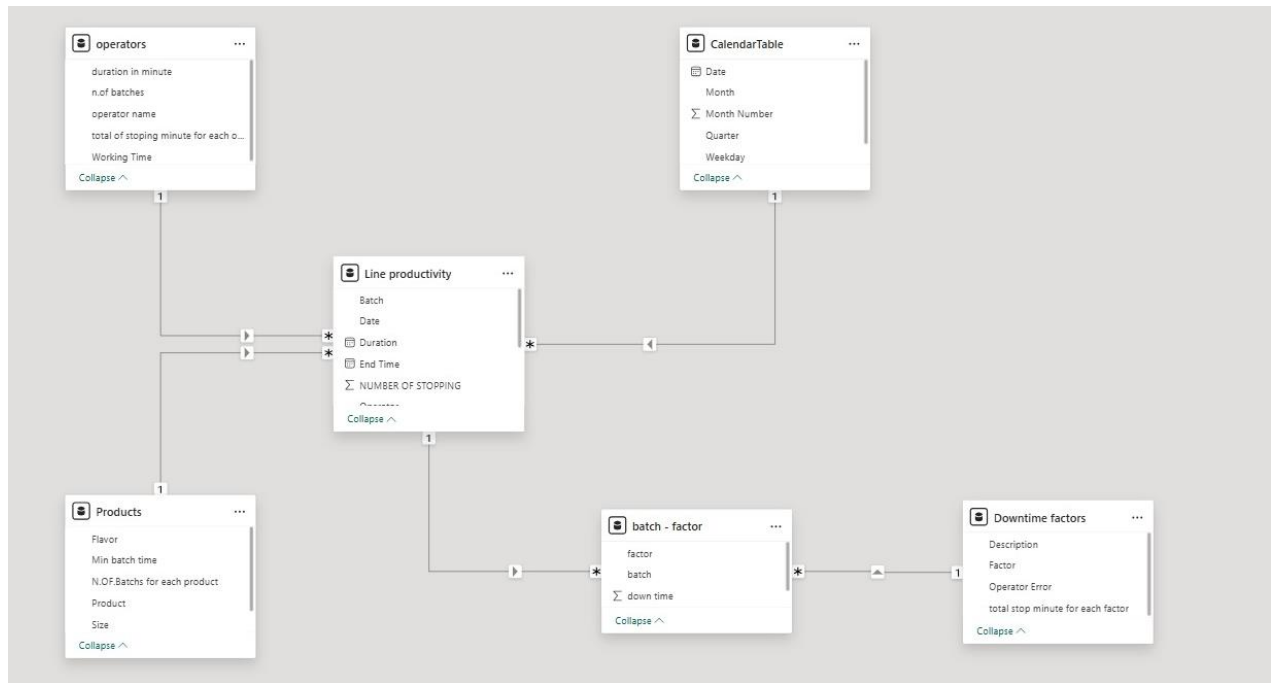 operators
...
duration in minute
n.of batches
operator name
total of stoping minute for each o...
Working Time
Collapse
1
CalendarTable
...
Date
Month
Σ Month Number
Quarter
Weekday
Collapse
1
Line productivity
...
Batch
Date
Duration
End Time
Σ NUMBER OF STOPPING
Operator
Collapse
*
*
*
1
1
Products
...
Flavor
Min batch time
N.OF.Batchs for each product
Product
Size
Collapse
batch - factor
...
factor
batch
Σ down time
Collapse
*
*
1
Downtime factors
...
Description
Factor
Operator Error
total stop minute for each factor
Collapse